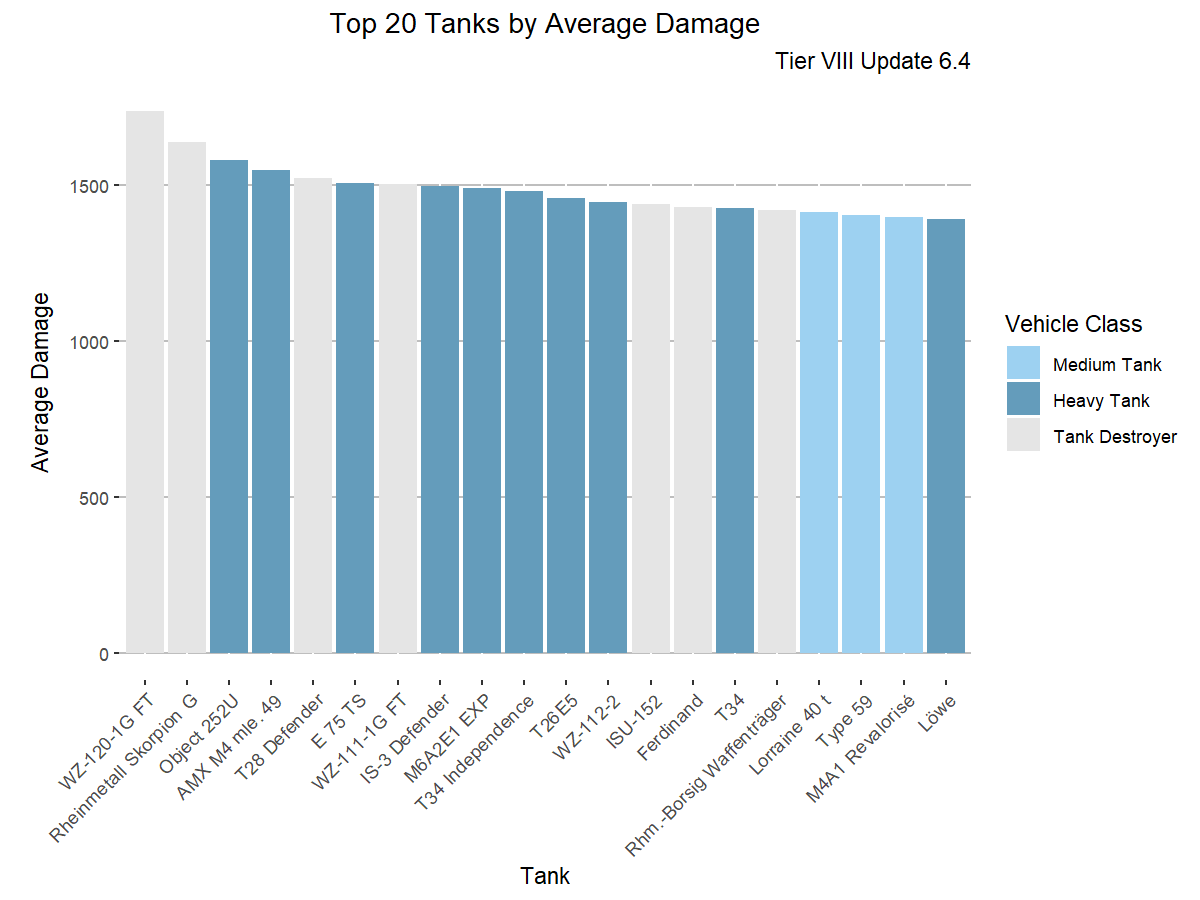 Top 20 Tanks by Average Damage
Tier VIII Update 6.4
Average Damage
1500
1000
500
0
WZ-120-1G FT
Rheinmetall Skorpion G
Object 252U
AMX M4 mle. 49
T28 Defender
E 75 TS
WZ-111-1G FT
IS-3 Defender
M6A2E1 EXP
T34 Independence
T26E5
WZ-112-2
ISU-152
Ferdinand
T34
Rhm.-Borsig Waffenträger
Lorraine 40 t
Type 59
M4A1 Revalorisé
Löwe
Tank
Vehicle Class
Medium Tank
Heavy Tank
Tank Destroyer